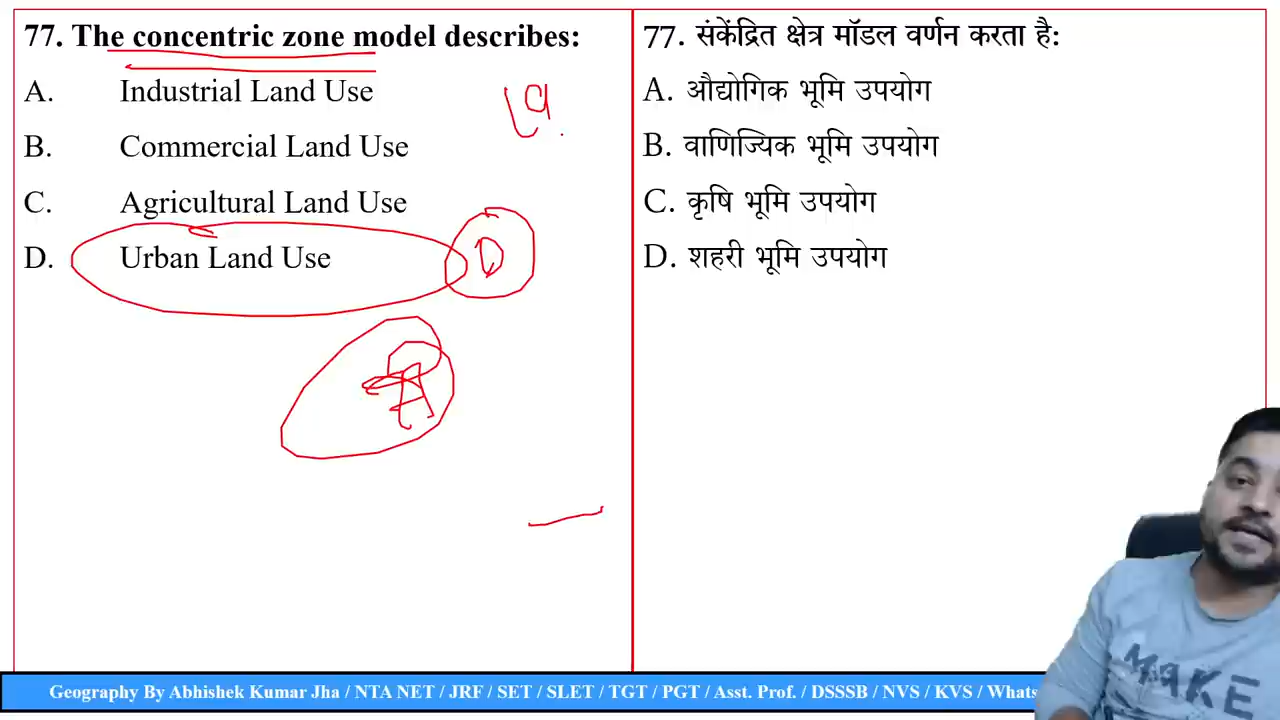 77. The concentric zone model describes:
A. Industrial Land Use
B. Commercial Land Use
C. Agricultural Land Use
D. Urban Land Use
D
77. संकेंद्रित क्षेत्र मॉडल वर्णन करता है:
A. औद्योगिक भूमि उपयोग
B. वाणिज्यिक भूमि उपयोग
C. कृषि भूमि उपयोग
D. शहरी भूमि उपयोग
MAKE
Geography By Abhishek Kumar Jha / NTA NET / JRF / SET / SLET / TGT / PGT / Asst. Prof. / DSSSB / NVS / KVS / Whats